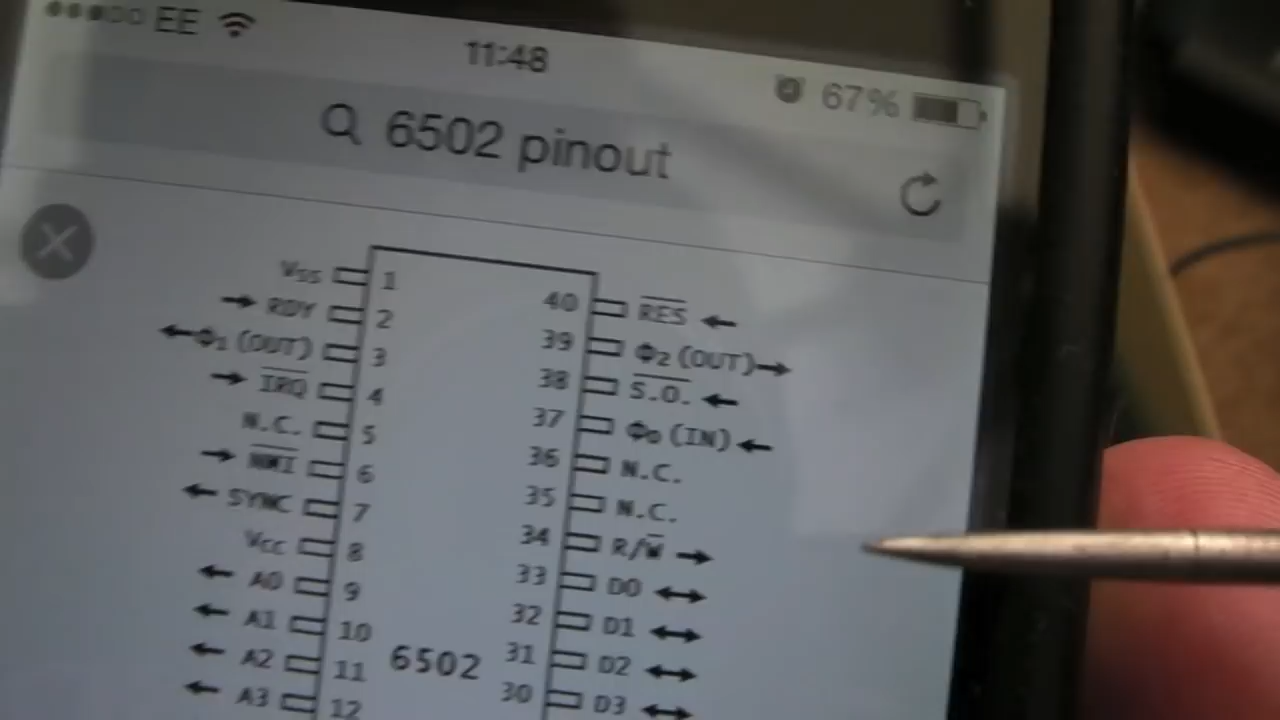 EE 11:48 67%
6502 pinout
VSS 1
→ RDY 2
←Φ1 (OUT) 3
→ IRQ 4
N.C. 5
→ NMI 6
← SYNC 7
VCC 8
← A0 9
← A1 10
← A2 11
← A3 12
6502
40 RES ←
39 Φ2 (OUT)→
38 S.O. ←
37 Φ0 (IN) ←
36 N.C.
35 N.C.
34 R/W →
33 D0 ↔
32 D1 ↔
31 D2 ↔
30 D3 ↔